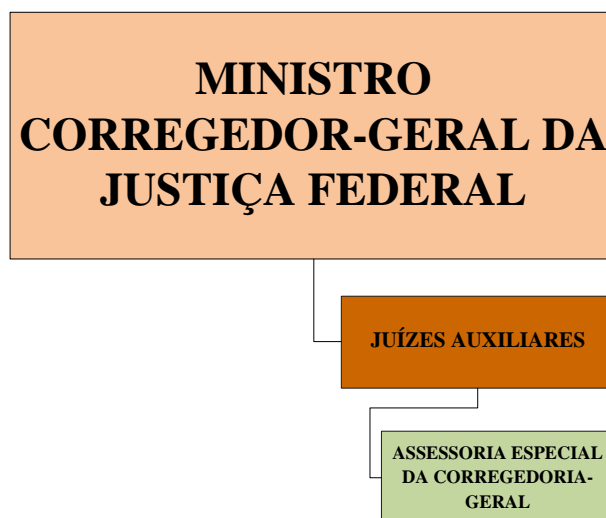 MINISTRO
CORREGEDOR-GERAL DA
JUSTIÇA FEDERAL
JUÍZES AUXILIARES
ASSESSORIA ESPECIAL
DA CORREGEDORIA-
GERAL